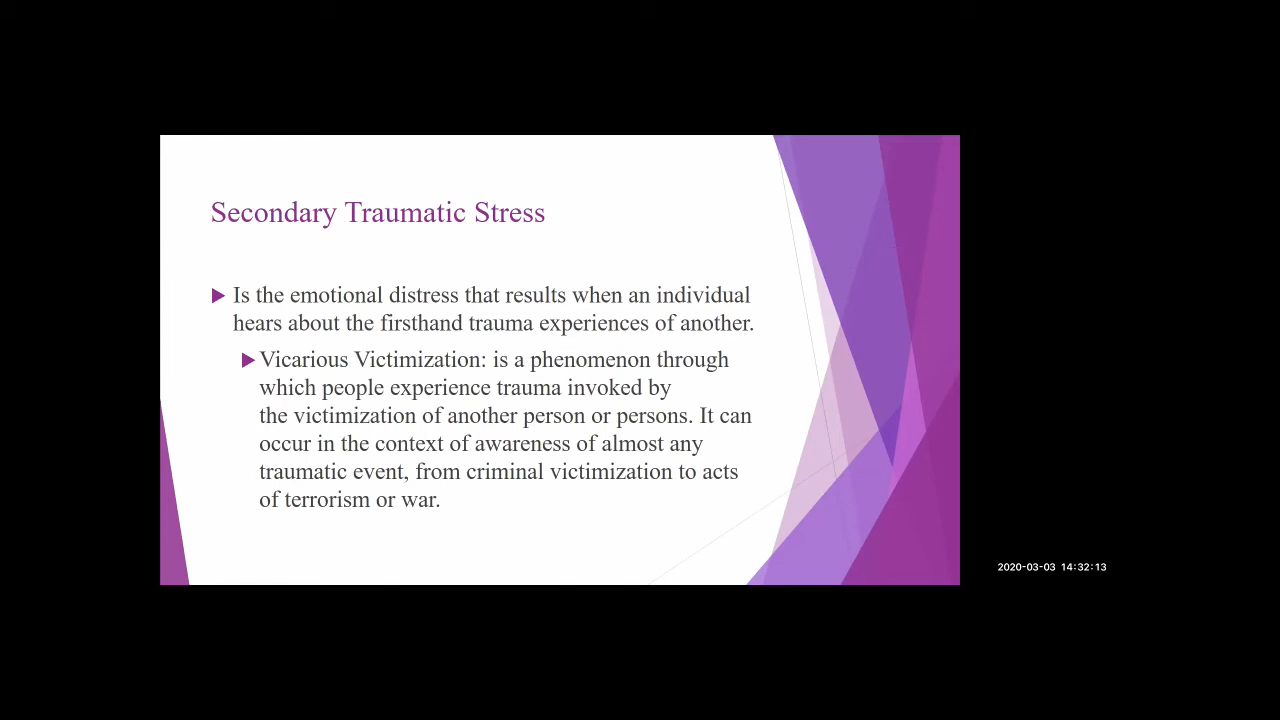 Secondary Traumatic Stress
Is the emotional distress that results when an individual
hears about the firsthand trauma experiences of another.
Vicarious Victimization: is a phenomenon through
which people experience trauma invoked by
the victimization of another person or persons. It can
occur in the context of awareness of almost any
traumatic event, from criminal victimization to acts
of terrorism or war.
2020-03-03 14:32:13